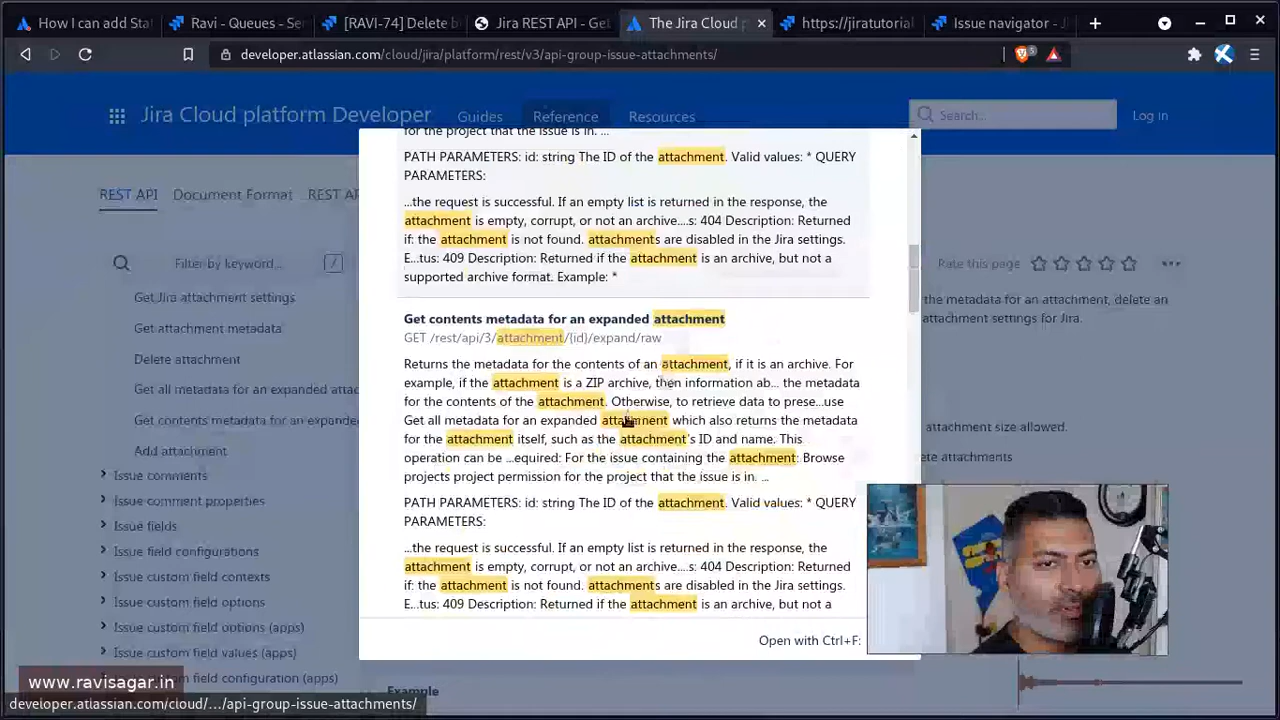 How I can add Stat
Ravi - Queues - Ser
[RAVI-74] Delete b
Jira REST API - Ge
The Jira Cloud p
https://jiratutorial
Issue navigator - J
developer.atlassian.com/cloud/jira/platform/rest/v3/api-group-issue-attachments/
Jira Cloud platform Developer
Guides
Reference
Resources
Search...
Log in
REST API
Document Format
REST AP
Filter by keyword...
/
Rate this page
Get Jira attachment settings
Get attachment metadata
Delete attachment
Get all metadata for an expanded attac
Get contents metadata for an expanded
Add attachment
Issue comments
Issue comment properties
Issue fields
Issue field configurations
Issue custom field contexts
Issue custom field options
Issue custom field options (apps)
Issue custom field values (apps)
Issue custom field configuration (apps)
for the project that the issue is in. ...
PATH PARAMETERS: id: string The ID of the attachment. Valid values: * QUERY
PARAMETERS:
...the request is successful. If an empty list is returned in the response, the
attachment is empty, corrupt, or not an archive....s: 404 Description: Returned
if: the attachment is not found. attachments are disabled in the Jira settings.
E...tus: 409 Description: Returned if the attachment is an archive, but not a
supported archive format. Example: *
Get contents metadata for an expanded attachment
GET /rest/api/3/attachment/{id}/expand/raw
Returns the metadata for the contents of an attachment, if it is an archive. For
example, if the attachment is a ZIP archive, then information ab... the metadata
for the contents of the attachment. Otherwise, to retrieve data to prese...use
Get all metadata for an expanded attachment which also returns the metadata
for the attachment itself, such as the attachment's ID and name. This
operation can be ...equired: For the issue containing the attachment: Browse
projects project permission for the project that the issue is in. ...
PATH PARAMETERS: id: string The ID of the attachment. Valid values: * QUERY
PARAMETERS:
...the request is successful. If an empty list is returned in the response, the
attachment is empty, corrupt, or not an archive....s: 404 Description: Returned
if: the attachment is not found. attachments are disabled in the Jira settings.
E...tus: 409 Description: Returned if the attachment is an archive, but not a
Open with Ctrl+F:
the metadata for an attachment, delete an
tachment settings for Jira.
attachment size allowed.
ete attachments
Example
www.ravisagar.in
developer.atlassian.com/cloud/.../api-group-issue-attachments/